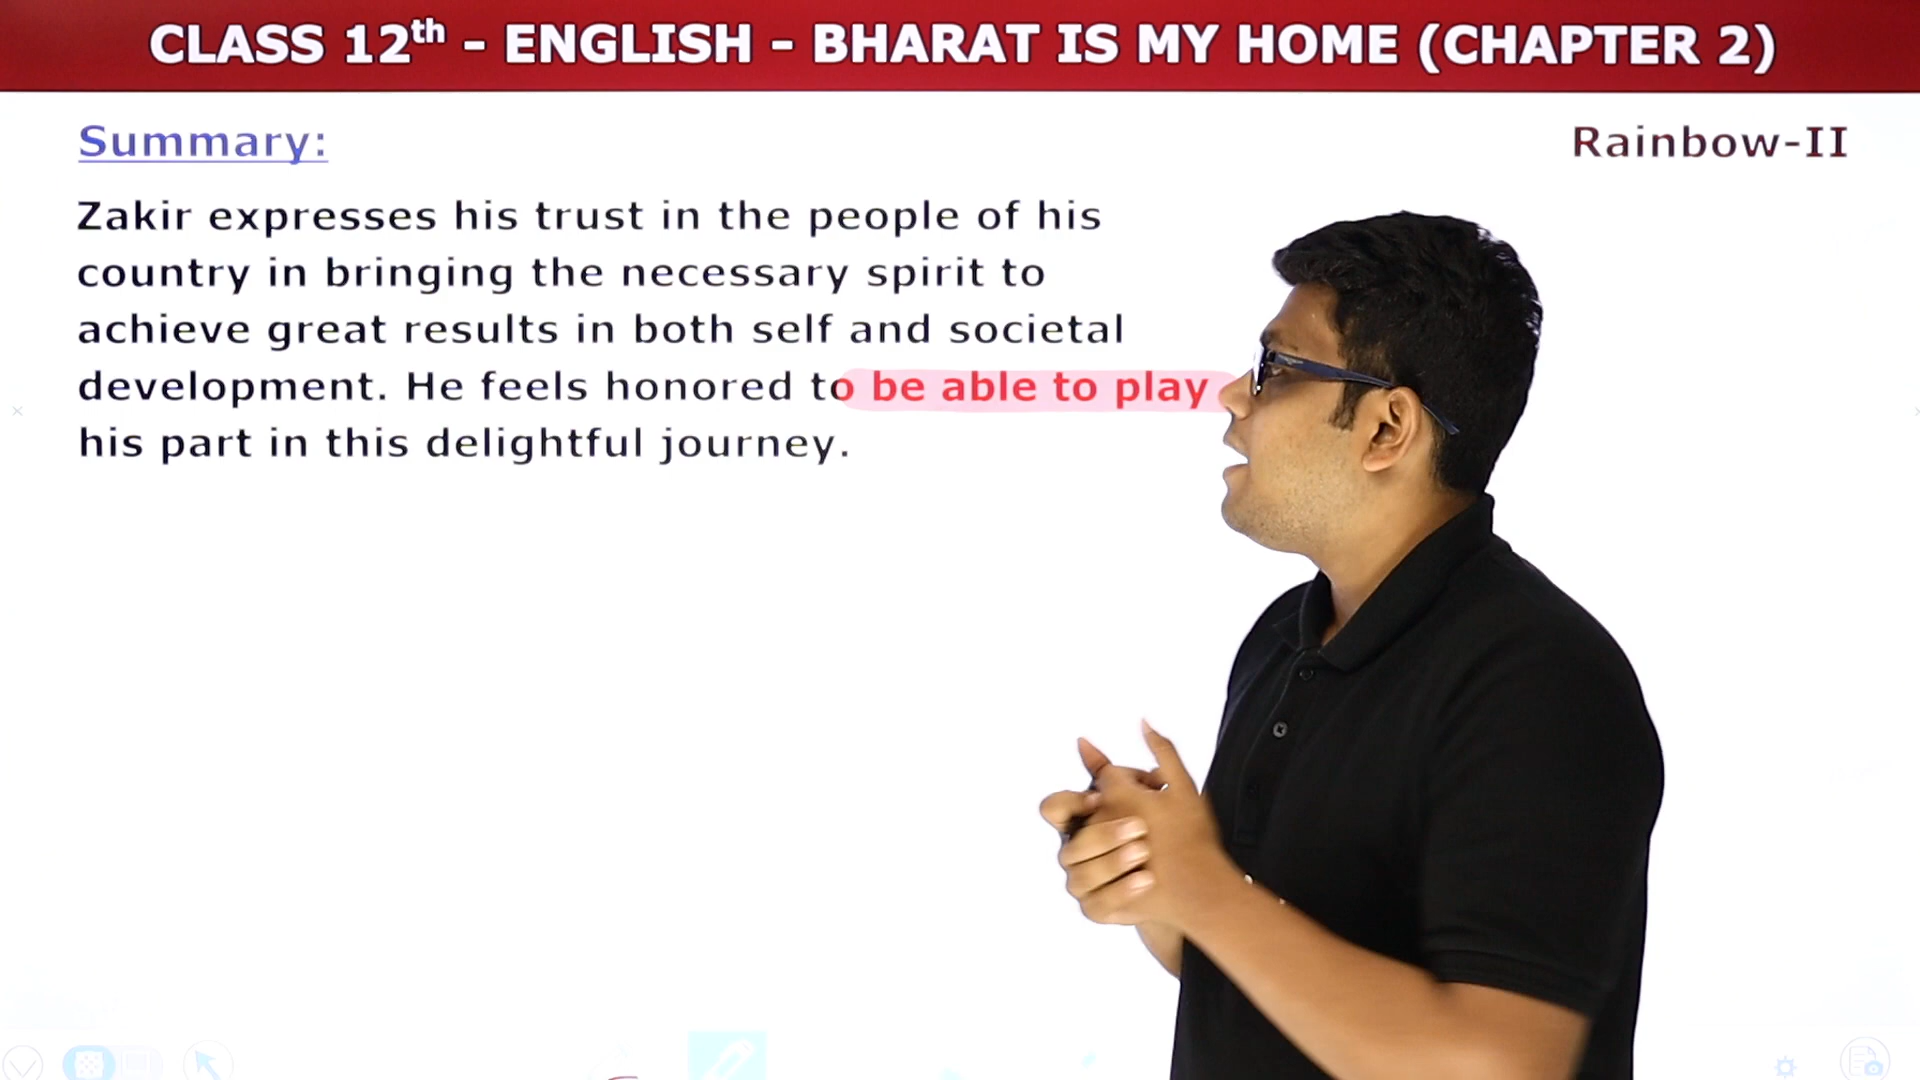 CLASS 12th - ENGLISH - BHARAT IS MY HOME (CHAPTER 2)
Summary:
Rainbow-II
Zakir expresses his trust in the people of his
country in bringing the necessary spirit to
achieve great results in both self and societal
development. He feels honored to be able to play
his part in this delightful journey.